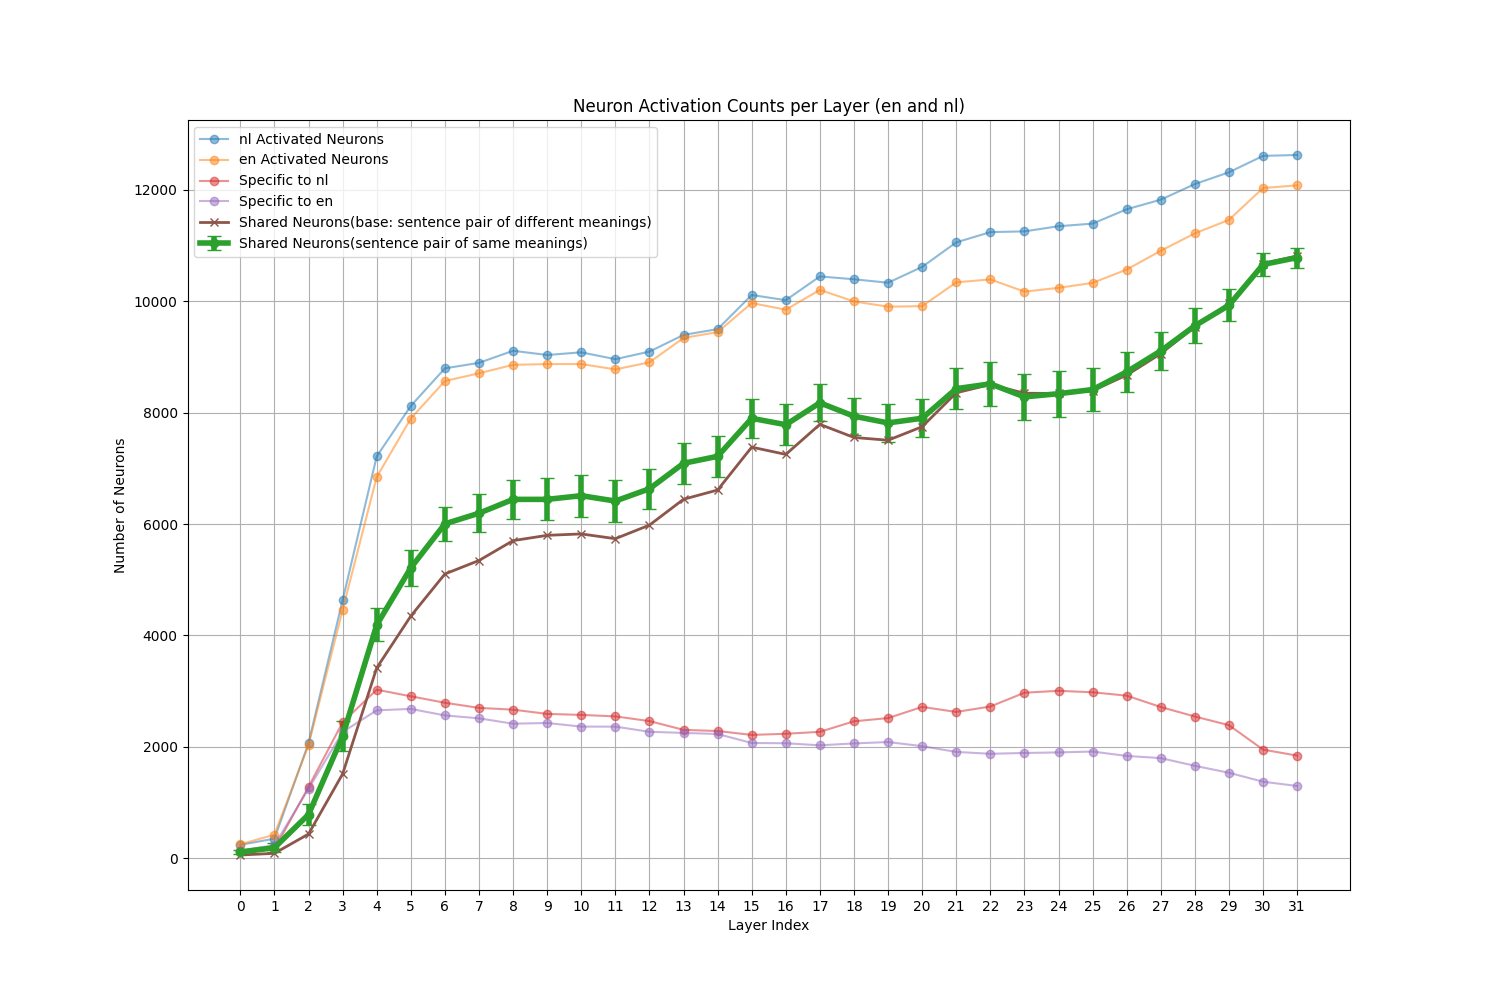 Neuron Activation Counts per Layer (en and nl)
nl Activated Neurons
en Activated Neurons
Specific to nl
Specific to en
Shared Neurons(base: sentence pair of different meanings)
Shared Neurons(sentence pair of same meanings)
Number of Neurons
12000
10000
8000
6000
4000
2000
0
0 1 2 3 4 5 6 7 8 9 10 11 12 13 14 15 16 17 18 19 20 21 22 23 24 25 26 27 28 29 30 31
Layer Index